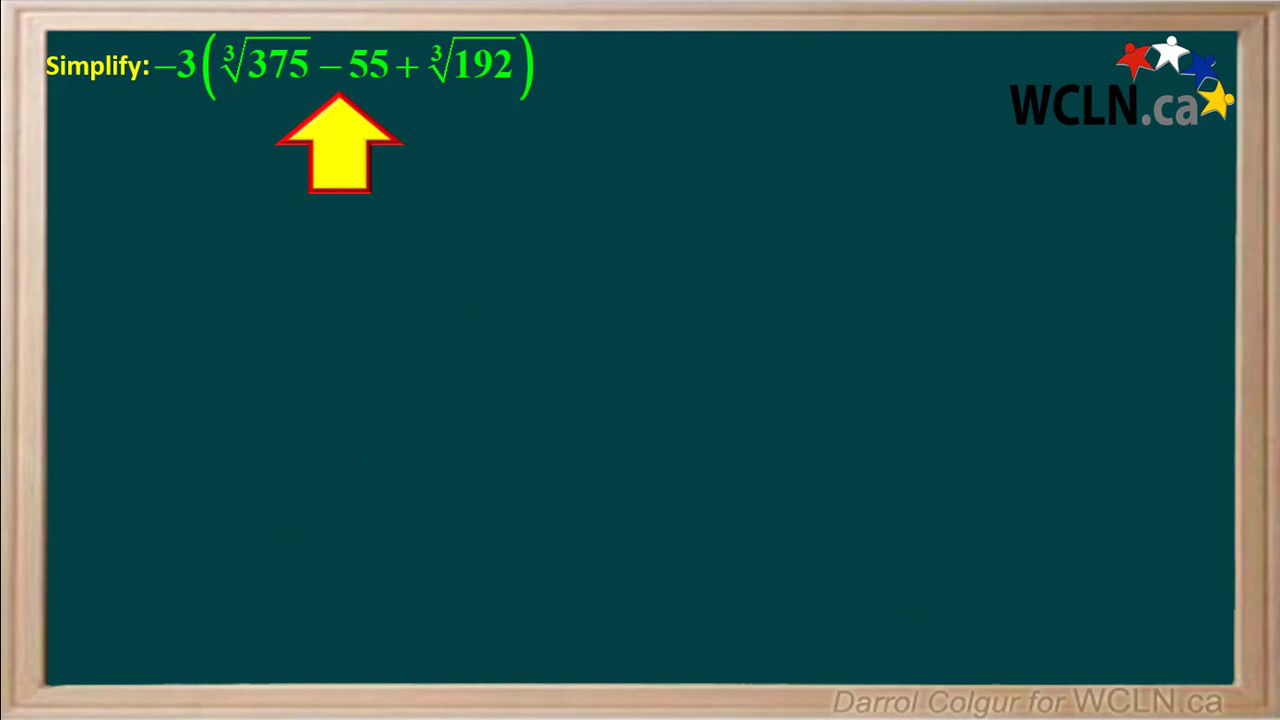 Simplify: −3(∛375 − 55 + ∛192)
WCLN.ca
Darrol Colgur for WCLN.ca